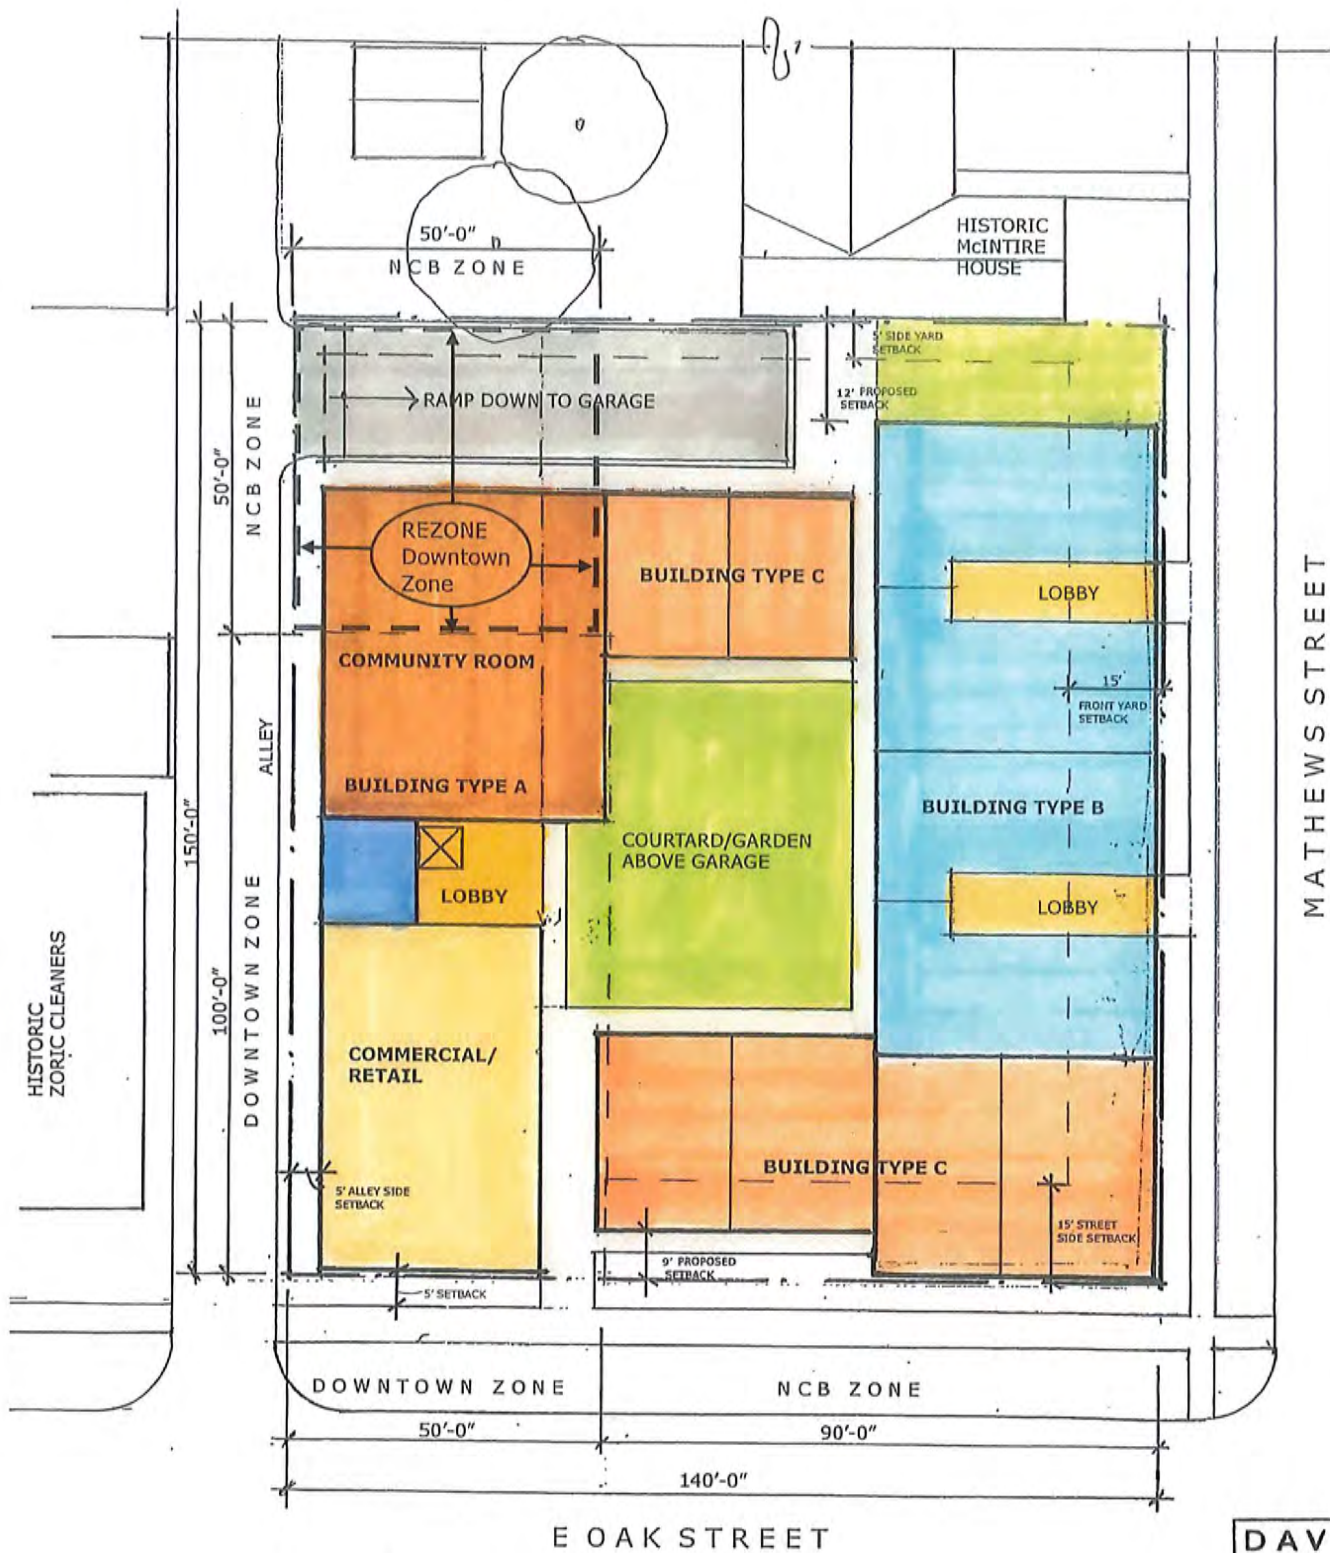 50'-0"
NCB ZONE
HISTORIC
McINTIRE
HOUSE
5' SIDE YARD
SETBACK
12' PROPOSED
SETBACK
RAMP DOWN TO GARAGE
NCB ZONE
50'-0"
REZONE
Downtown
Zone
BUILDING TYPE C
LOBBY
COMMUNITY ROOM
15'
FRONT YARD
SETBACK
MATHEWS STREET
ALLEY
BUILDING TYPE A
BUILDING TYPE B
150'-0"
COURTARD/GARDEN
ABOVE GARAGE
LOBBY
LOBBY
DOWNTOWN ZONE
100'-0"
HISTORIC
ZORIC CLEANERS
COMMERCIAL/
RETAIL
BUILDING TYPE C
5' ALLEY SIDE
SETBACK
15' STREET
SIDE SETBACK
9' PROPOSED
SETBACK
5' SETBACK
DOWNTOWN ZONE
NCB ZONE
50'-0"
90'-0"
140'-0"
E OAK STREET
DAV